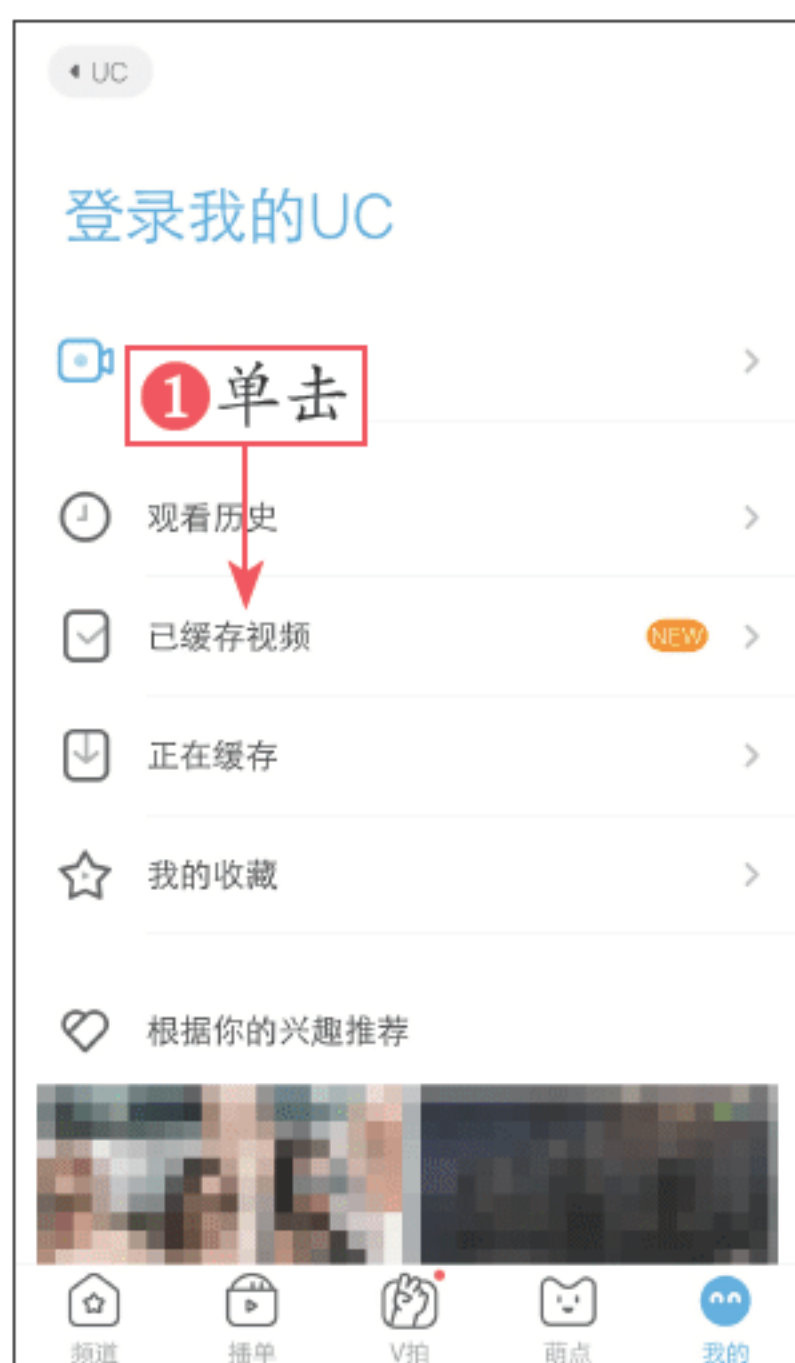 UC
登录我的UC
1单击
观看历史
已缓存视频 NEW
正在缓存
我的收藏
根据你的兴趣推荐
频道 播单 V拍 萌点 我的